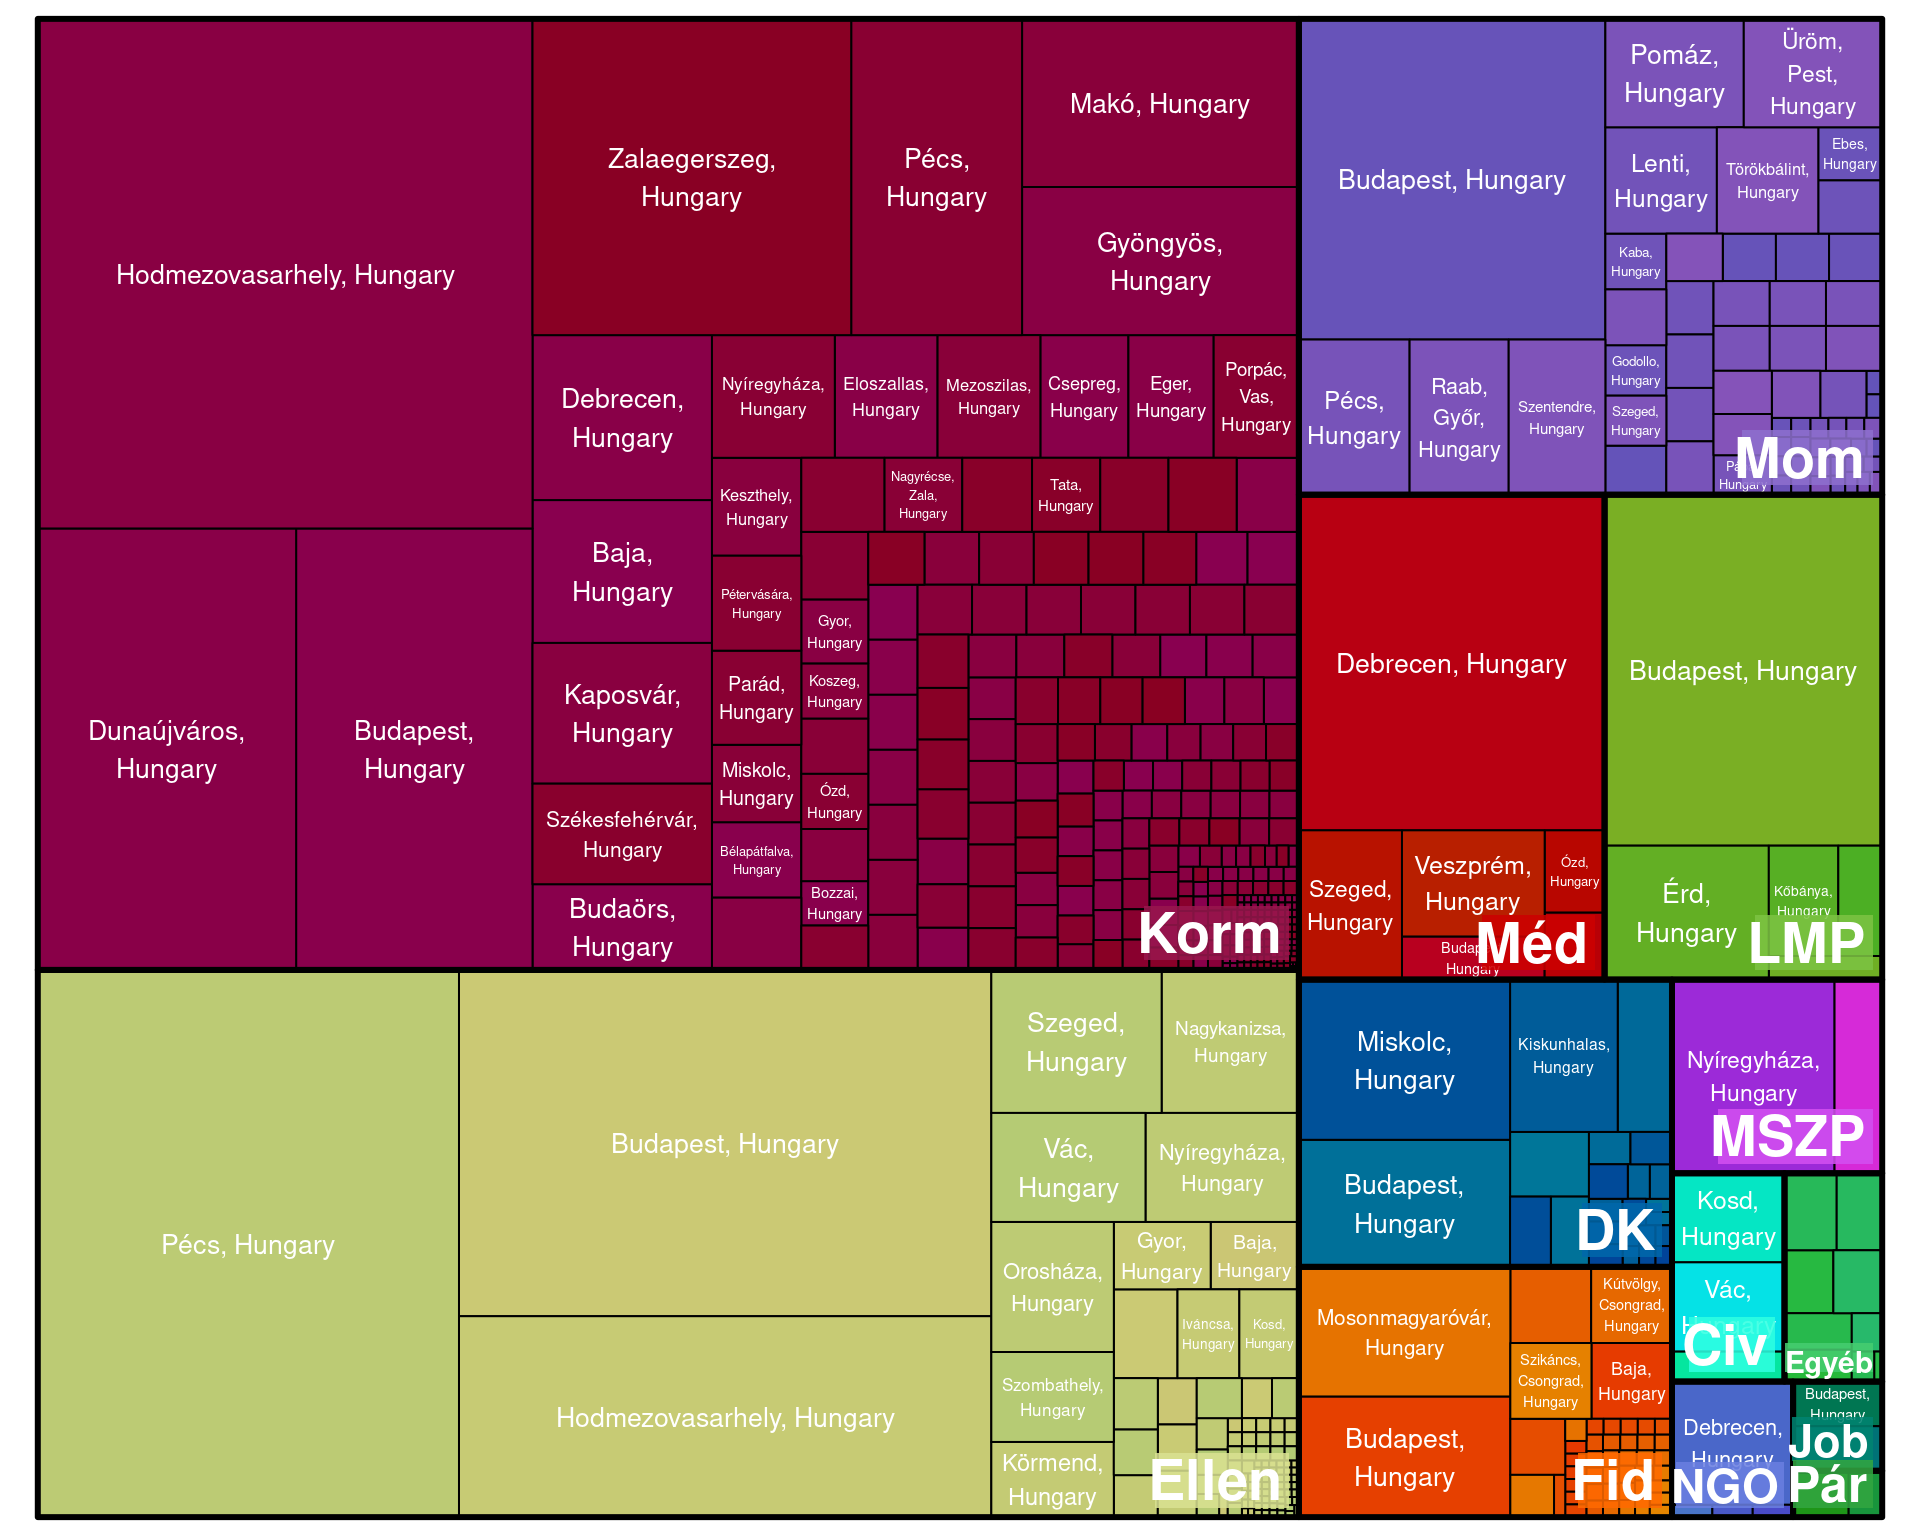 Hodmezovasarhely, Hungary
Zalaegerszeg,
Hungary
Pécs,
Hungary
Makó, Hungary
Gyöngyös,
Hungary
Dunaújváros,
Hungary
Budapest,
Hungary
Debrecen,
Hungary
Baja,
Hungary
Kaposvár,
Hungary
Székesfehérvár,
Hungary
Budaörs,
Hungary
Nyíregyháza,
Hungary
Eloszallas,
Hungary
Mezoszilas,
Hungary
Csepreg,
Hungary
Eger,
Hungary
Porpác,
Vas,
Hungary
Keszthely,
Hungary
Nagyrécse,
Zala,
Hungary
Tata,
Hungary
Pétervására,
Hungary
Gyor,
Hungary
Parád,
Hungary
Koszeg,
Hungary
Miskolc,
Hungary
Ózd,
Hungary
Bélapátfalva,
Hungary
Bozzai,
Hungary
Korm
Budapest, Hungary
Pomáz,
Hungary
Üröm,
Pest,
Hungary
Lenti,
Hungary
Törökbálint,
Hungary
Ebes,
Hungary
Kaba,
Hungary
Pécs,
Hungary
Raab,
Győr,
Hungary
Szentendre,
Hungary
Godollo,
Hungary
Szeged,
Hungary
Hungary
Mom
Debrecen, Hungary
Szeged,
Hungary
Veszprém,
Hungary
Ózd,
Hungary
Budapest,
Hungary
Méd
Budapest, Hungary
Érd,
Hungary
Kőbánya,
Hungary
LMP
Pécs, Hungary
Budapest, Hungary
Hodmezovasarhely, Hungary
Szeged,
Hungary
Nagykanizsa,
Hungary
Vác,
Hungary
Nyíregyháza,
Hungary
Orosháza,
Hungary
Gyor,
Hungary
Baja,
Hungary
Iváncsa,
Hungary
Kosd,
Hungary
Szombathely,
Hungary
Körmend,
Hungary
Ellen
Miskolc,
Hungary
Kiskunhalas,
Hungary
Budapest,
Hungary
DK
Nyíregyháza,
Hungary
MSZP
Kosd,
Hungary
Vác,
Hungary
Civ
Egyéb
Mosonmagyaróvár,
Hungary
Kútvölgy,
Csongrad,
Hungary
Szikáncs,
Csongrad,
Hungary
Baja,
Hungary
Budapest,
Hungary
Fid
Debrecen,
Hungary
NGO
Budapest,
Hungary
Job
Pár